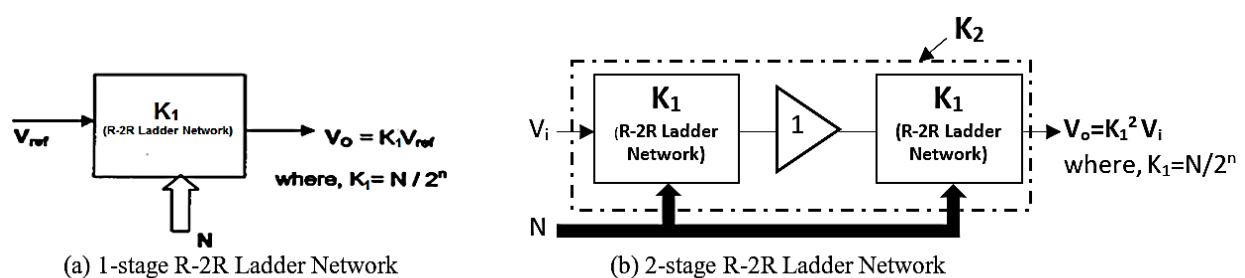 K₁
(R-2R Ladder Network)
V_ref
V_O = K₁V_ref
where, K₁= N / 2ⁿ
N
(a) 1-stage R-2R Ladder Network
K₂
K₁
(R-2R Ladder
Network)
1
K₁
(R-2R Ladder
Network)
V_i
V_o=K₁² V_i
where, K₁=N/2ⁿ
N
(b) 2-stage R-2R Ladder Network